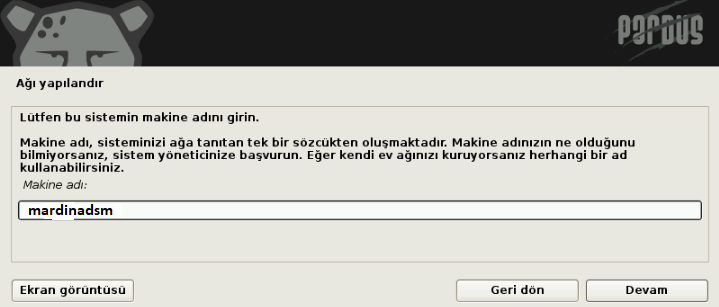 PARDUS
Ağı yapılandır
Lütfen bu sistemin makine adını girin.
Makine adı, sisteminizi ağa tanıtan tek bir sözcükten oluşmaktadır. Makine adınızın ne olduğunu
bilmiyorsanız, sistem yöneticinize başvurun. Eğer kendi ev ağınızı kuruyorsanız herhangi bir ad
kullanabilirsiniz.
Makine adı:
mardinadsm
Ekran görüntüsü
Geri dön
Devam